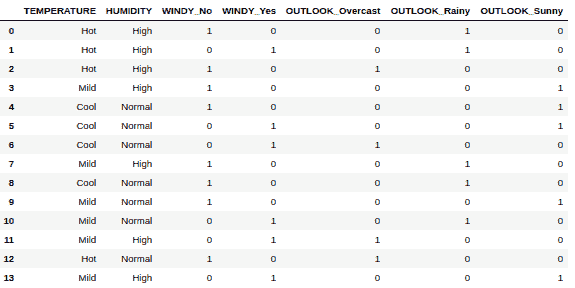 TEMPERATURE HUMIDITY WINDY_No WINDY_Yes OUTLOOK_Overcast OUTLOOK_Rainy OUTLOOK_Sunny
0 Hot High 1 0 0 1 0
1 Hot High 0 1 0 1 0
2 Hot High 1 0 1 0 0
3 Mild High 1 0 0 0 1
4 Cool Normal 1 0 0 0 1
5 Cool Normal 0 1 0 0 1
6 Cool Normal 0 1 1 0 0
7 Mild High 1 0 0 1 0
8 Cool Normal 1 0 0 1 0
9 Mild Normal 1 0 0 0 1
10 Mild Normal 0 1 0 1 0
11 Mild High 0 1 1 0 0
12 Hot Normal 1 0 1 0 0
13 Mild High 0 1 0 0 1